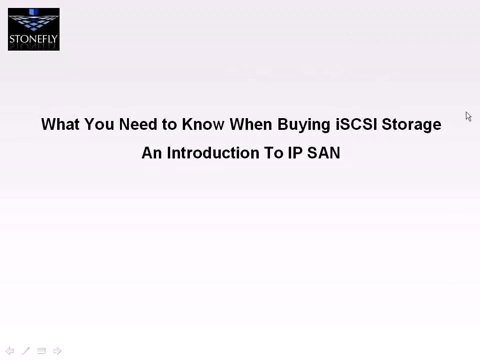 STONEFLY
What You Need to Know When Buying iSCSI Storage
An Introduction To IP SAN